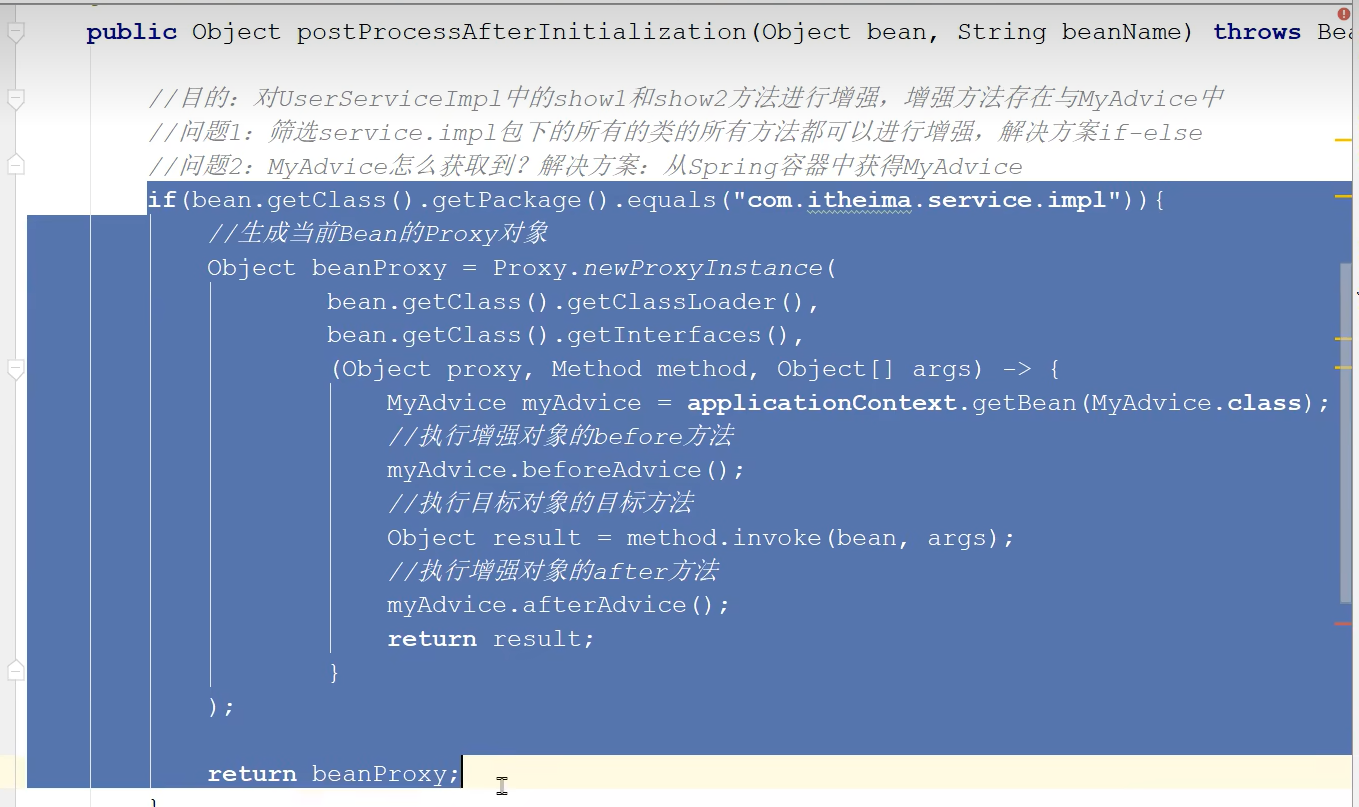 public Object postProcessAfterInitialization(Object bean, String beanName) throws Bea
//目的：对UserServiceImpl中的show1和show2方法进行增强，增强方法存在与MyAdvice中
//问题1：筛选service.impl包下的所有的类的所有方法都可以进行增强，解决方案if-else
//问题2：MyAdvice怎么获取到？解决方案：从Spring容器中获得MyAdvice
if(bean.getClass().getPackage().equals("com.itheima.service.impl")){
//生成当前Bean的Proxy对象
Object beanProxy = Proxy.newProxyInstance(
bean.getClass().getClassLoader(),
bean.getClass().getInterfaces(),
(Object proxy, Method method, Object[] args) -> {
MyAdvice myAdvice = applicationContext.getBean(MyAdvice.class);
//执行增强对象的before方法
myAdvice.beforeAdvice();
//执行目标对象的目标方法
Object result = method.invoke(bean, args);
//执行增强对象的after方法
myAdvice.afterAdvice();
return result;
}
);
return beanProxy;
}